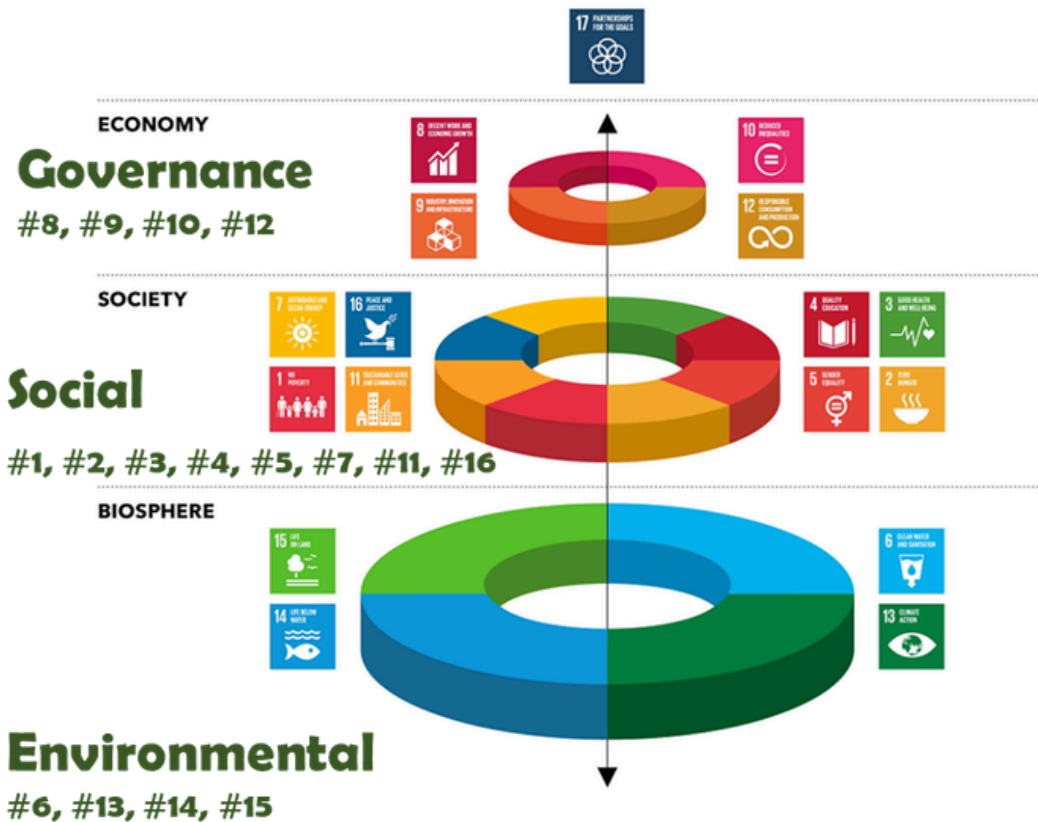 17 PARTNERSHIPS
FOR THE GOALS
ECONOMY
Governance
#8, #9, #10, #12
8 DECENT WORK AND
ECONOMIC GROWTH
9 INDUSTRY, INNOVATION
AND INFRASTRUCTURE
10 REDUCED
INEQUALITIES
12 RESPONSIBLE
CONSUMPTION
AND PRODUCTION
SOCIETY
Social
#1, #2, #3, #4, #5, #7, #11, #16
7 AFFORDABLE AND
CLEAN ENERGY
16 PEACE AND
JUSTICE
1 NO
POVERTY
11 SUSTAINABLE CITIES
AND COMMUNITIES
4 QUALITY
EDUCATION
3 GOOD HEALTH
AND WELL-BEING
5 GENDER
EQUALITY
2 ZERO
HUNGER
BIOSPHERE
15 LIFE
ON LAND
14 LIFE BELOW
WATER
6 CLEAN WATER
AND SANITATION
13 CLIMATE
ACTION
Environmental
#6, #13, #14, #15